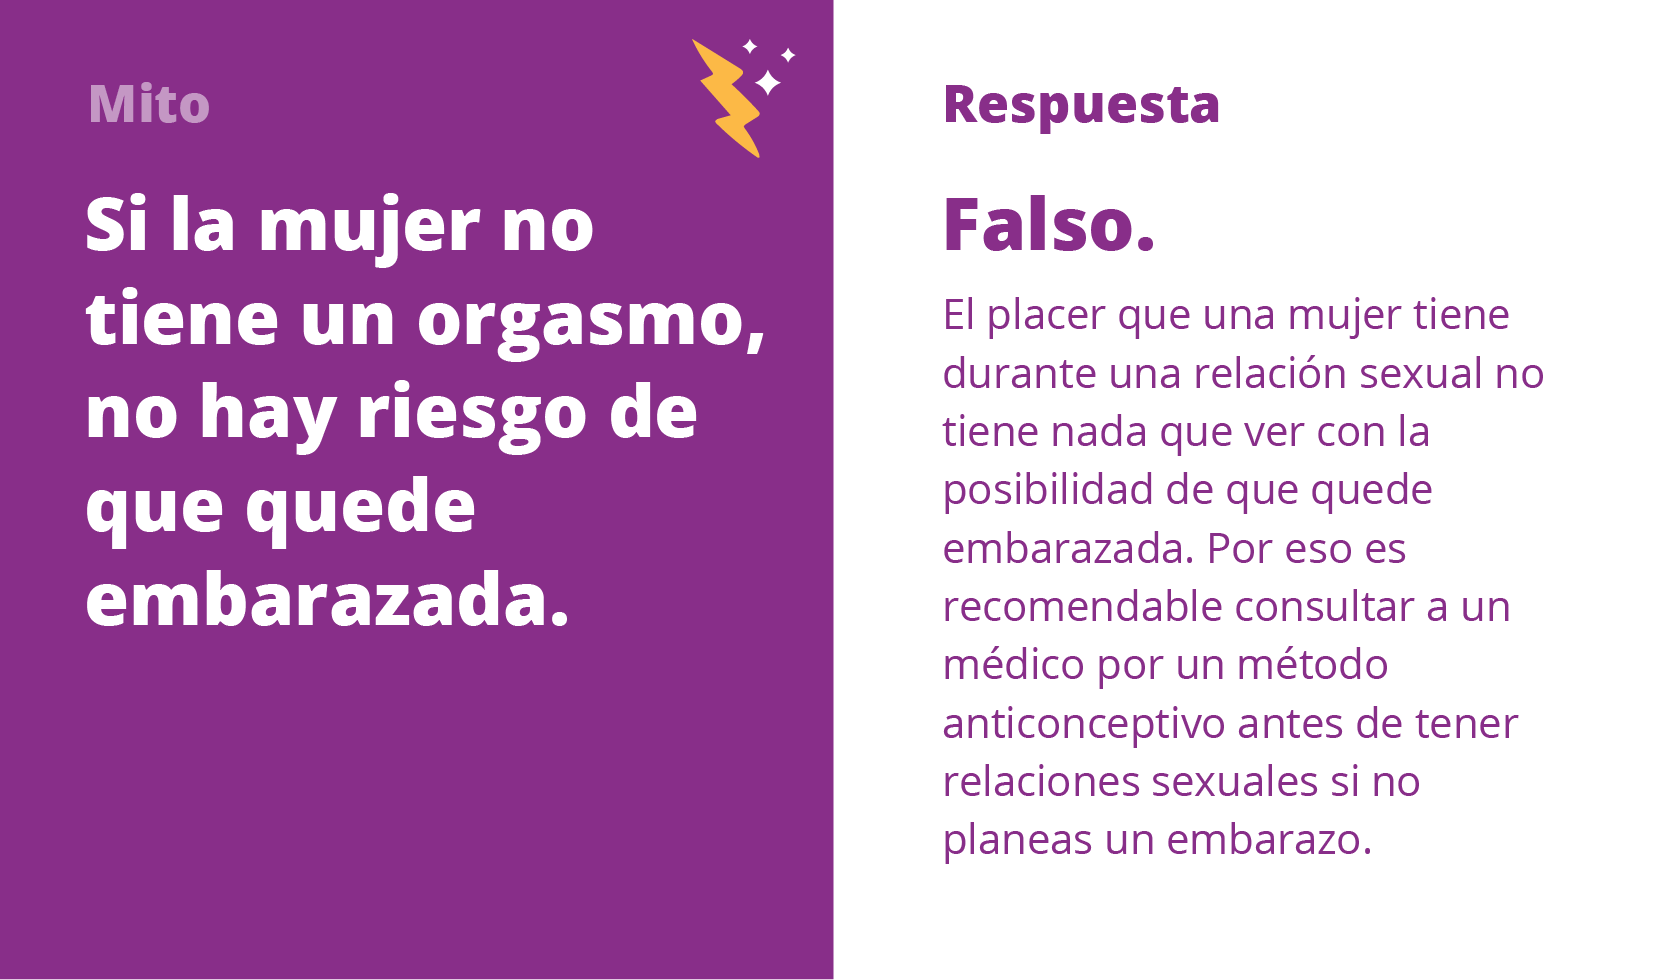 Mito
Si la mujer no
tiene un orgasmo,
no hay riesgo de
que quede
embarazada.
Respuesta
Falso.
El placer que una mujer tiene
durante una relación sexual no
tiene nada que ver con la
posibilidad de que quede
embarazada. Por eso es
recomendable consultar a un
médico por un método
anticonceptivo antes de tener
relaciones sexuales si no
planeas un embarazo.